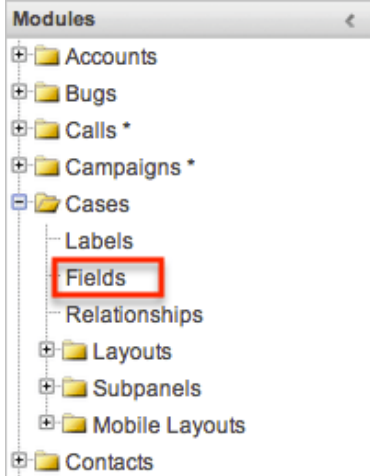 Modules
Accounts
Bugs
Calls *
Campaigns *
Cases
Labels
Fields
Relationships
Layouts
Subpanels
Mobile Layouts
Contacts